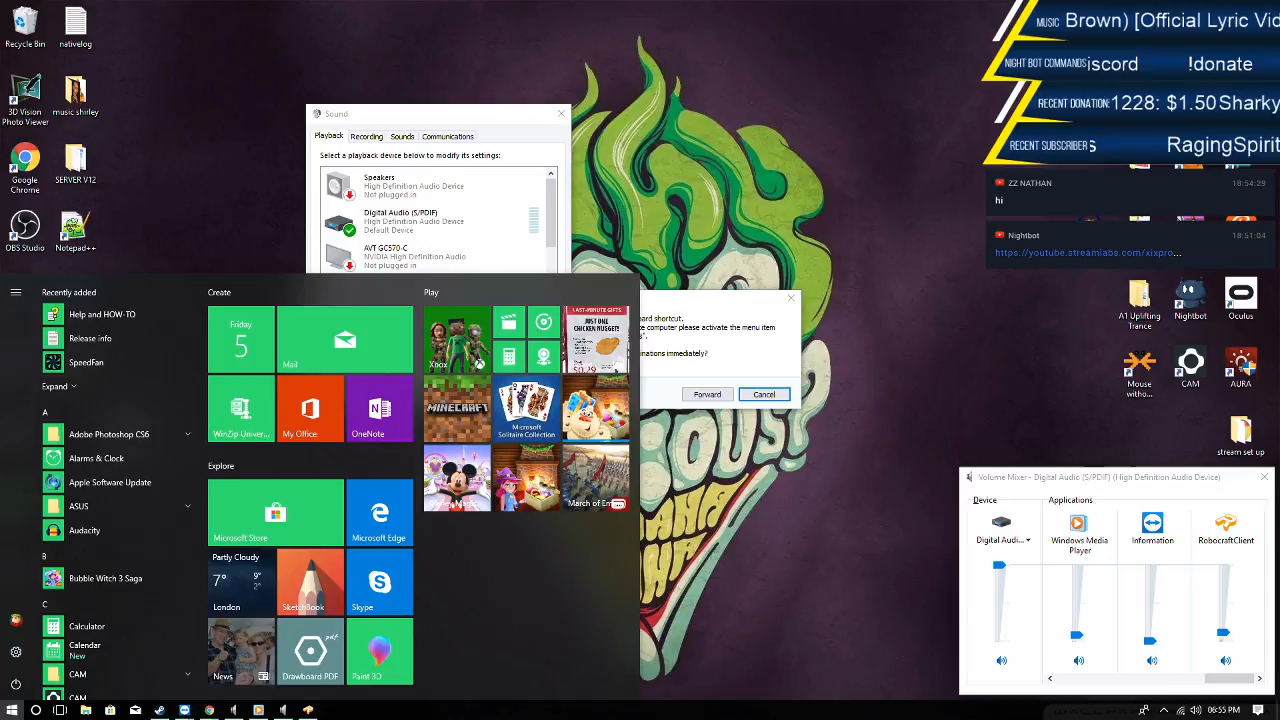 Recycle Bin
nativelog
3D Vision
Photo Viewer
music shirley
Google
Chrome
SERVER V12
OBS Studio
Notepad++
Sound
Playback
Recording
Sounds
Communications
Select a playback device below to modify its settings:
Speakers
High Definition Audio Device
Not plugged in
Digital Audio (S/PDIF)
High Definition Audio Device
Default Device
AVT GC570-C
NVIDIA High Definition Audio
Not plugged in
MUSIC
Brown) [Official Lyric Vid
NIGHT BOT COMMANDS
iscord
!donate
RECENT DONATION:
1228: $1.50Sharky
RECENT SUBSCRIBER
s
RagingSpirit
ZZ NATHAN
18:54:29
hi
Nightbot
18:51:04
https://youtube.streamlabs.com/xixpro...
A1 Uplifting
Trance
Nightbot
Oculus
Mouse
witho...
CAM
AURA
stream set up
ard shortcut.
e computer please activate the menu item
s".
inations immediately?
Forward
Cancel
Recently added
Help and HOW-TO
Release info
SpeedFan
Expand
A
Adobe Photoshop CS6
Alarms & Clock
Apple Software Update
ASUS
Audacity
B
Bubble Witch 3 Saga
C
Calculator
Calendar
New
CAM
CAM
Create
Friday
5
Mail
WinZip Univer...
My Office
OneNote
Explore
Microsoft Store
Microsoft Edge
Partly Cloudy
7°
9°
2°
London
SketchBook
Skype
News
Drawboard PDF
Paint 3D
Play
Xbox
LAST-MINUTE GIFTS
JUST ONE
CHICKEN NUGGET!
$0.29
MINECRAFT
Microsoft
Solitaire Collection
March of Em
Volume Mixer - Digital Audio (S/PDIF) (High Definition Audio Device)
Device
Applications
Digital Audi...
Windows Media
Player
Information
RobocraftClient
06:55 PM